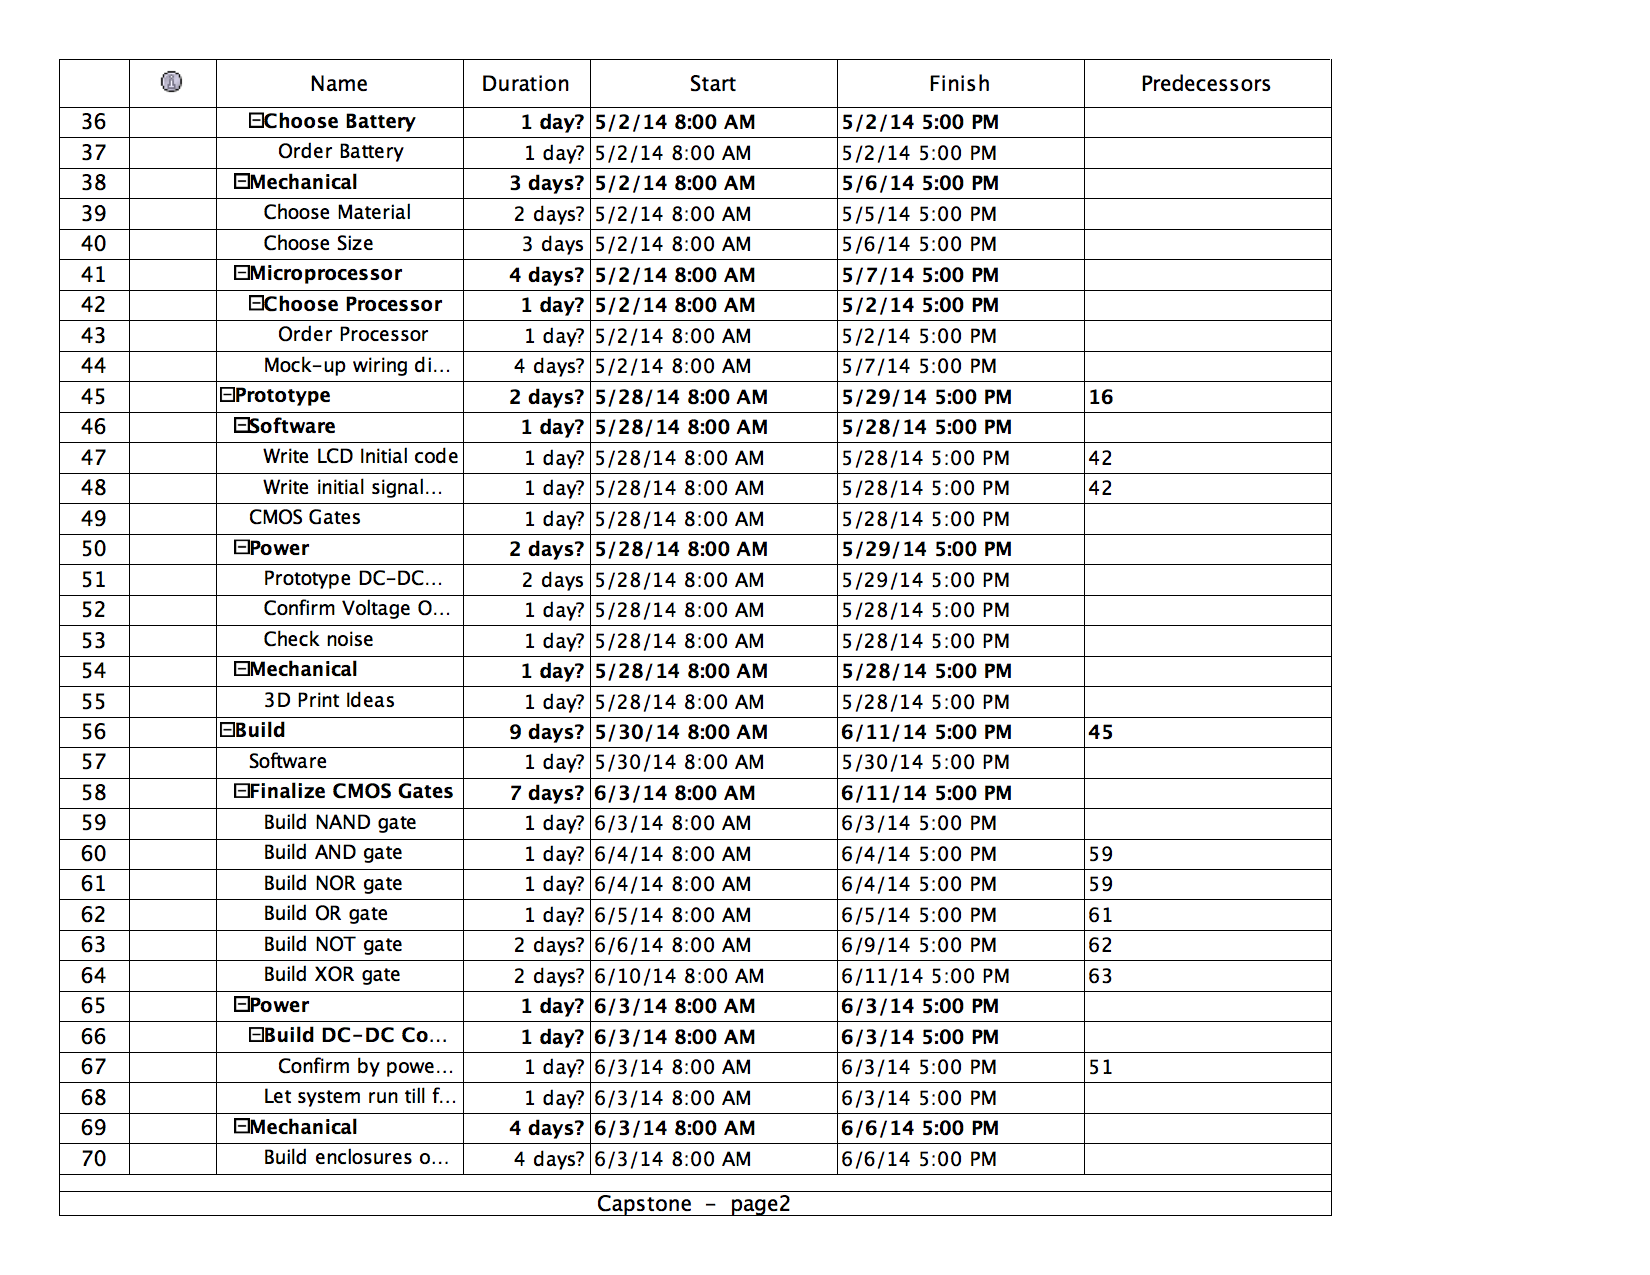 Name Duration Start Finish Predecessors
36 Choose Battery 1 day? 5/2/14 8:00 AM 5/2/14 5:00 PM
37 Order Battery 1 day? 5/2/14 8:00 AM 5/2/14 5:00 PM
38 Mechanical 3 days? 5/2/14 8:00 AM 5/6/14 5:00 PM
39 Choose Material 2 days? 5/2/14 8:00 AM 5/5/14 5:00 PM
40 Choose Size 3 days 5/2/14 8:00 AM 5/6/14 5:00 PM
41 Microprocessor 4 days? 5/2/14 8:00 AM 5/7/14 5:00 PM
42 Choose Processor 1 day? 5/2/14 8:00 AM 5/2/14 5:00 PM
43 Order Processor 1 day? 5/2/14 8:00 AM 5/2/14 5:00 PM
44 Mock-up wiring di... 4 days? 5/2/14 8:00 AM 5/7/14 5:00 PM
45 Prototype 2 days? 5/28/14 8:00 AM 5/29/14 5:00 PM 16
46 Software 1 day? 5/28/14 8:00 AM 5/28/14 5:00 PM
47 Write LCD Initial code 1 day? 5/28/14 8:00 AM 5/28/14 5:00 PM 42
48 Write initial signal... 1 day? 5/28/14 8:00 AM 5/28/14 5:00 PM 42
49 CMOS Gates 1 day? 5/28/14 8:00 AM 5/28/14 5:00 PM
50 Power 2 days? 5/28/14 8:00 AM 5/29/14 5:00 PM
51 Prototype DC-DC... 2 days 5/28/14 8:00 AM 5/29/14 5:00 PM
52 Confirm Voltage O... 1 day? 5/28/14 8:00 AM 5/28/14 5:00 PM
53 Check noise 1 day? 5/28/14 8:00 AM 5/28/14 5:00 PM
54 Mechanical 1 day? 5/28/14 8:00 AM 5/28/14 5:00 PM
55 3D Print Ideas 1 day? 5/28/14 8:00 AM 5/28/14 5:00 PM
56 Build 9 days? 5/30/14 8:00 AM 6/11/14 5:00 PM 45
57 Software 1 day? 5/30/14 8:00 AM 5/30/14 5:00 PM
58 Finalize CMOS Gates 7 days? 6/3/14 8:00 AM 6/11/14 5:00 PM
59 Build NAND gate 1 day? 6/3/14 8:00 AM 6/3/14 5:00 PM
60 Build AND gate 1 day? 6/4/14 8:00 AM 6/4/14 5:00 PM 59
61 Build NOR gate 1 day? 6/4/14 8:00 AM 6/4/14 5:00 PM 59
62 Build OR gate 1 day? 6/5/14 8:00 AM 6/5/14 5:00 PM 61
63 Build NOT gate 2 days? 6/6/14 8:00 AM 6/9/14 5:00 PM 62
64 Build XOR gate 2 days? 6/10/14 8:00 AM 6/11/14 5:00 PM 63
65 Power 1 day? 6/3/14 8:00 AM 6/3/14 5:00 PM
66 Build DC-DC Co... 1 day? 6/3/14 8:00 AM 6/3/14 5:00 PM
67 Confirm by powe... 1 day? 6/3/14 8:00 AM 6/3/14 5:00 PM 51
68 Let system run till f... 1 day? 6/3/14 8:00 AM 6/3/14 5:00 PM
69 Mechanical 4 days? 6/3/14 8:00 AM 6/6/14 5:00 PM
70 Build enclosures o... 4 days? 6/3/14 8:00 AM 6/6/14 5:00 PM
Capstone - page2